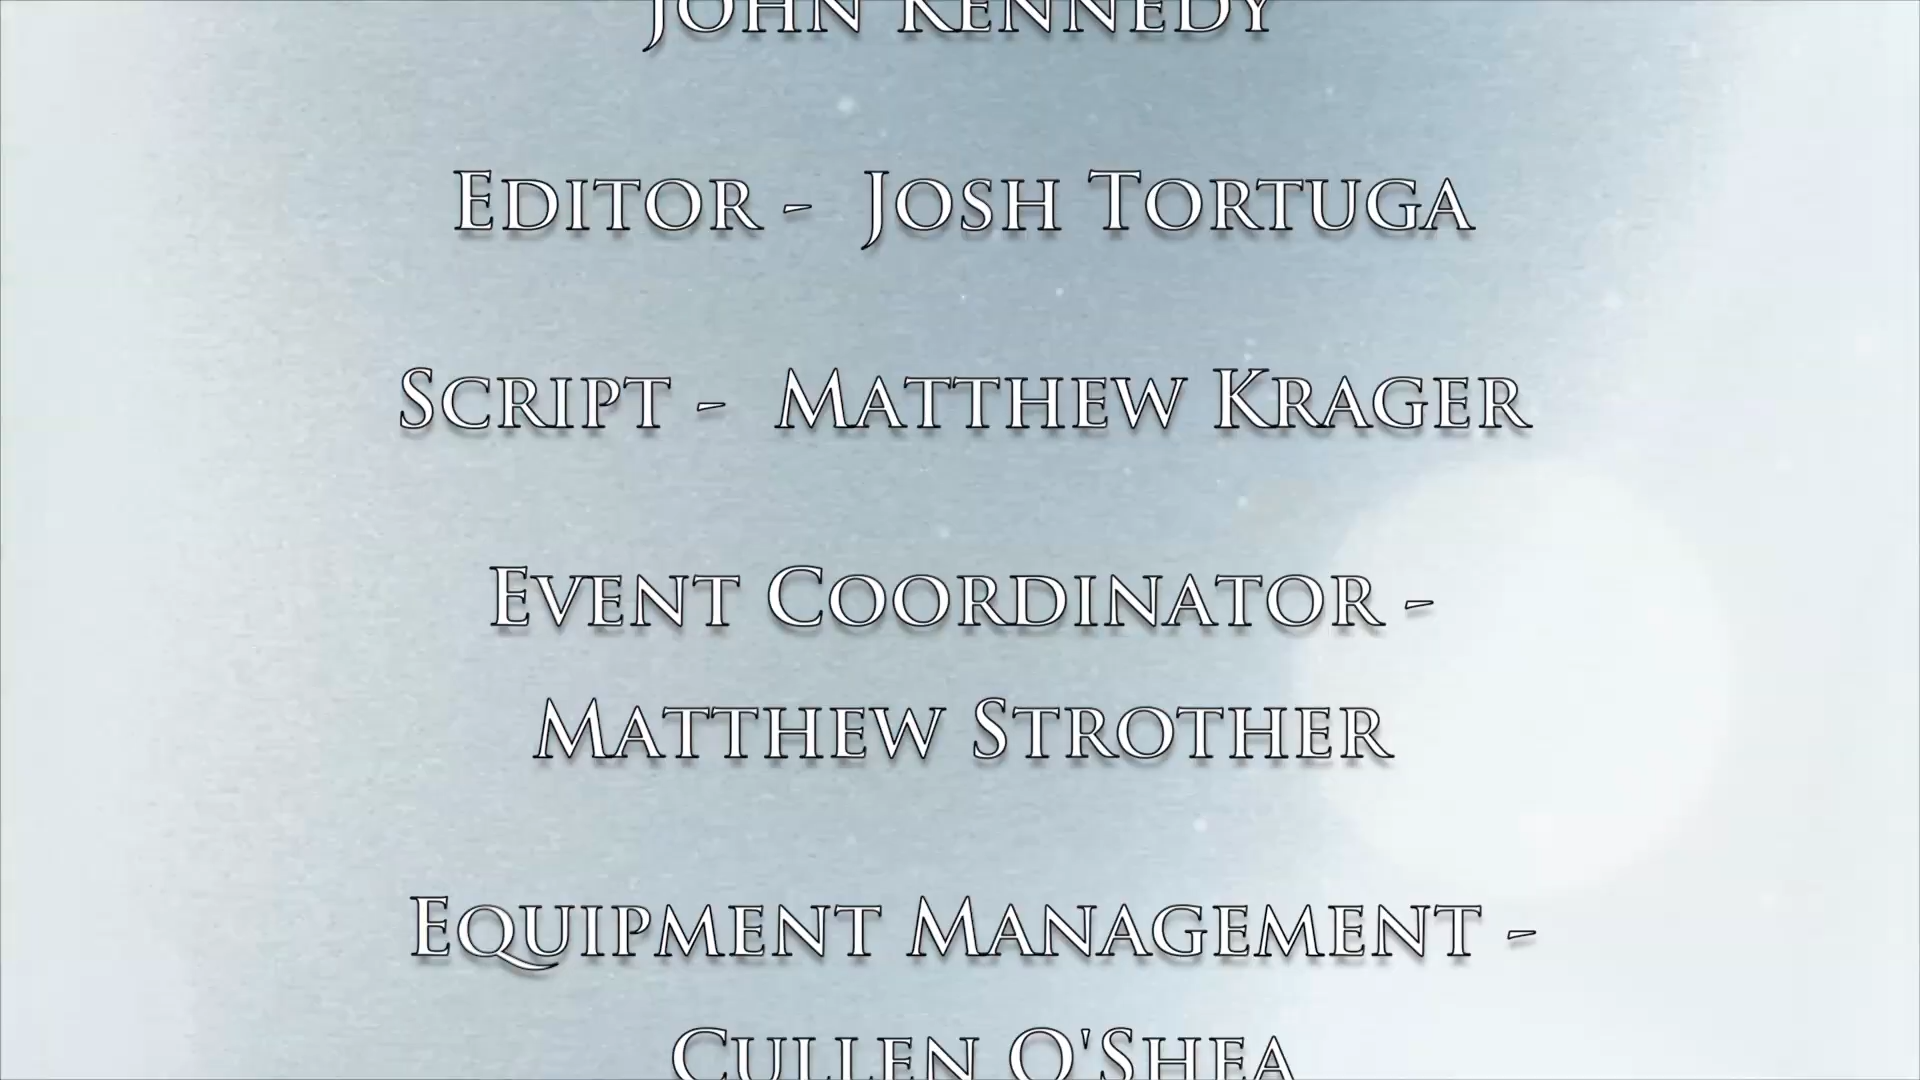 John Kennedy
Editor - Josh Tortuga
Script - Matthew Krager
Event Coordinator -
Matthew Strother
Equipment Management -
Cullen O'Shea